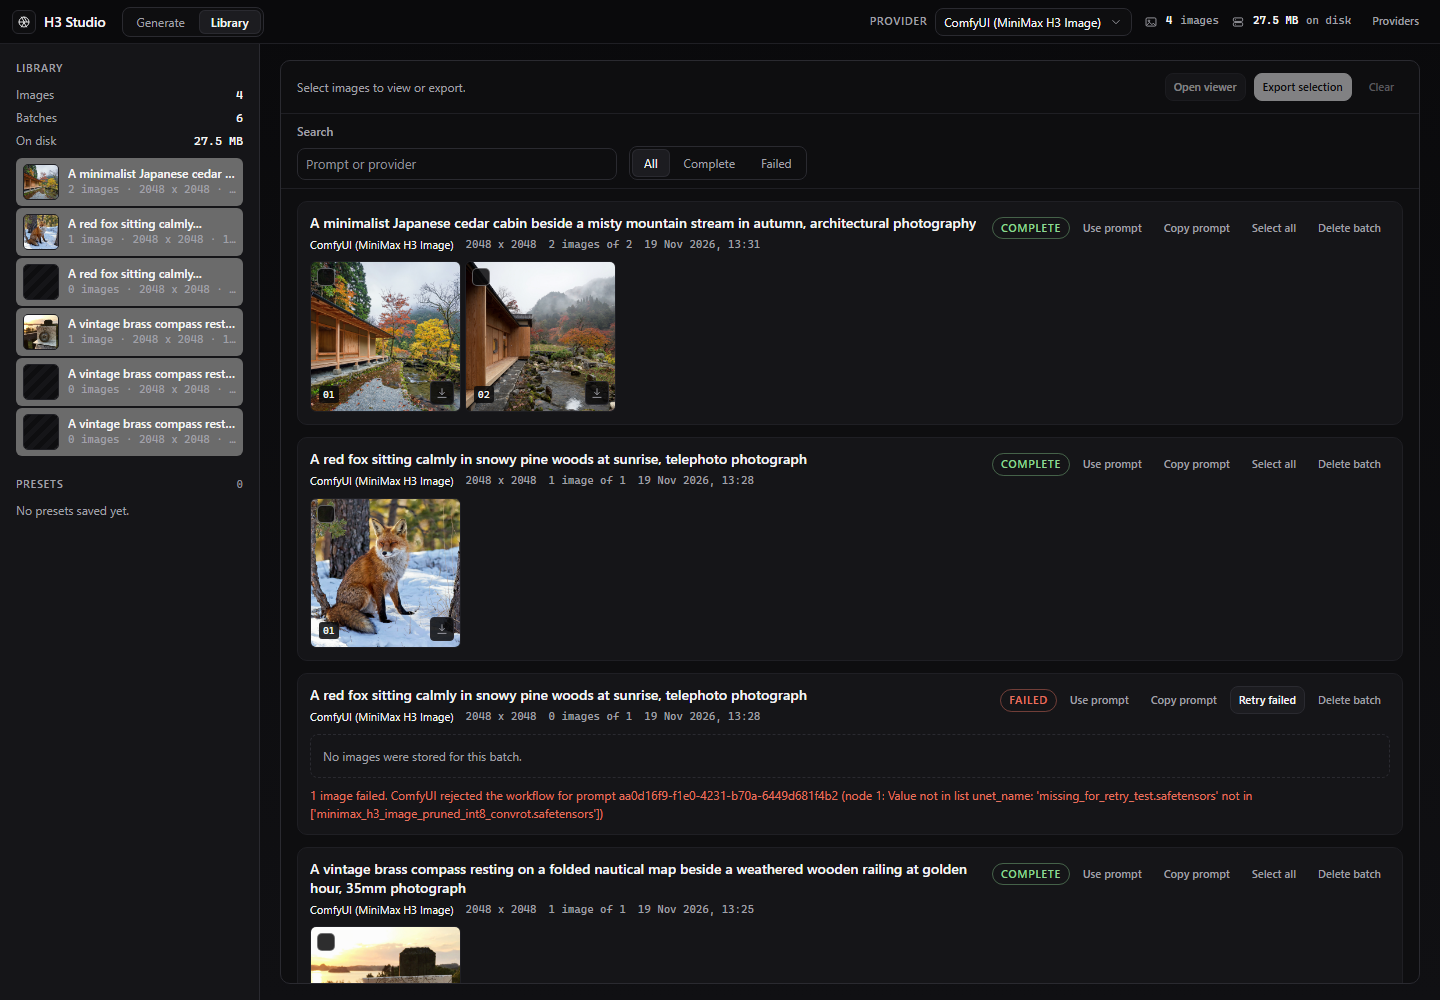 H3 Studio
Generate
Library
PROVIDER
ComfyUI (MiniMax H3 Image)
4 images
27.5 MB on disk
Providers
LIBRARY
Images 4
Batches 6
On disk 27.5 MB
A minimalist Japanese cedar ...
2 images · 2048 x 2048 · …
A red fox sitting calmly...
1 image · 2048 x 2048 · 1…
A red fox sitting calmly...
0 images · 2048 x 2048 · …
A vintage brass compass rest...
1 image · 2048 x 2048 · 1…
A vintage brass compass rest...
0 images · 2048 x 2048 · …
A vintage brass compass rest...
0 images · 2048 x 2048 · …
PRESETS 0
No presets saved yet.
Select images to view or export.
Open viewer
Export selection
Clear
Search
Prompt or provider
All
Complete
Failed
A minimalist Japanese cedar cabin beside a misty mountain stream in autumn, architectural photography
COMPLETE
Use prompt
Copy prompt
Select all
Delete batch
ComfyUI (MiniMax H3 Image) 2048 x 2048 2 images of 2 19 Nov 2026, 13:31
01
02
A red fox sitting calmly in snowy pine woods at sunrise, telephoto photograph
COMPLETE
Use prompt
Copy prompt
Select all
Delete batch
ComfyUI (MiniMax H3 Image) 2048 x 2048 1 image of 1 19 Nov 2026, 13:28
01
A red fox sitting calmly in snowy pine woods at sunrise, telephoto photograph
FAILED
Use prompt
Copy prompt
Retry failed
Delete batch
ComfyUI (MiniMax H3 Image) 2048 x 2048 0 images of 1 19 Nov 2026, 13:28
No images were stored for this batch.
1 image failed. ComfyUI rejected the workflow for prompt aa0d16f9-f1e0-4231-b70a-6449d681f4b2 (node 1: Value not in list unet_name: 'missing_for_retry_test.safetensors' not in
['minimax_h3_image_pruned_int8_convrot.safetensors'])
A vintage brass compass resting on a folded nautical map beside a weathered wooden railing at golden
hour, 35mm photograph
COMPLETE
Use prompt
Copy prompt
Select all
Delete batch
ComfyUI (MiniMax H3 Image) 2048 x 2048 1 image of 1 19 Nov 2026, 13:25